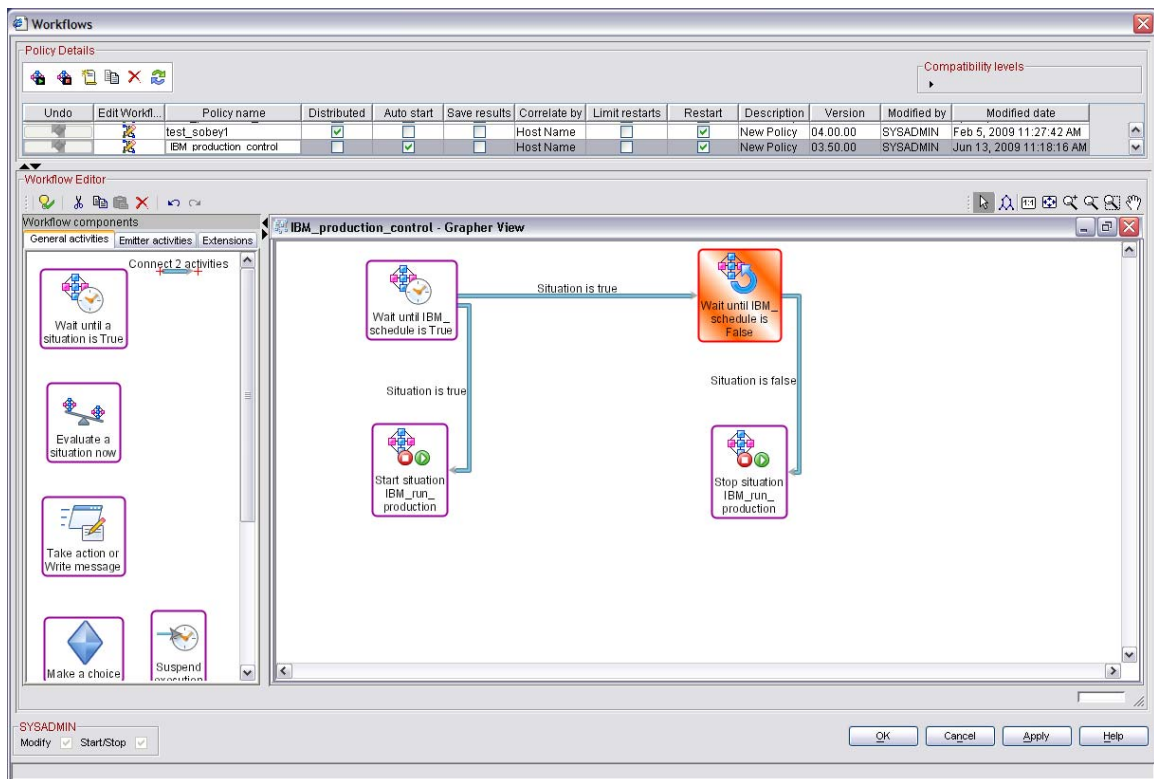 Workflows
Policy Details
Compatibility levels
Undo Edit Workfl... Policy name Distributed Auto start Save results Correlate by Limit restarts Restart Description Version Modified by Modified date
test_sobey1 Host Name New Policy 04.00.00 SYSADMIN Feb 5, 2009 11:27:42 AM
IBM_production_control Host Name New Policy 03.50.00 SYSADMIN Jun 13, 2009 11:18:16 AM
Workflow Editor
1:1
Workflow components
General activities Emitter activities Extensions
IBM_production_control - Grapher View
Connect 2 activities
Wait until a
situation is True
Evaluate a
situation now
Take action or
Write message
Make a choice
Suspend
execution
Wait until IBM_
schedule is True
Situation is true
Wait until IBM_
schedule is
False
Situation is true
Situation is false
Start situation
IBM_run_
production
Stop situation
IBM_run_
production
SYSADMIN
Modify Start/Stop
OK Cancel Apply Help